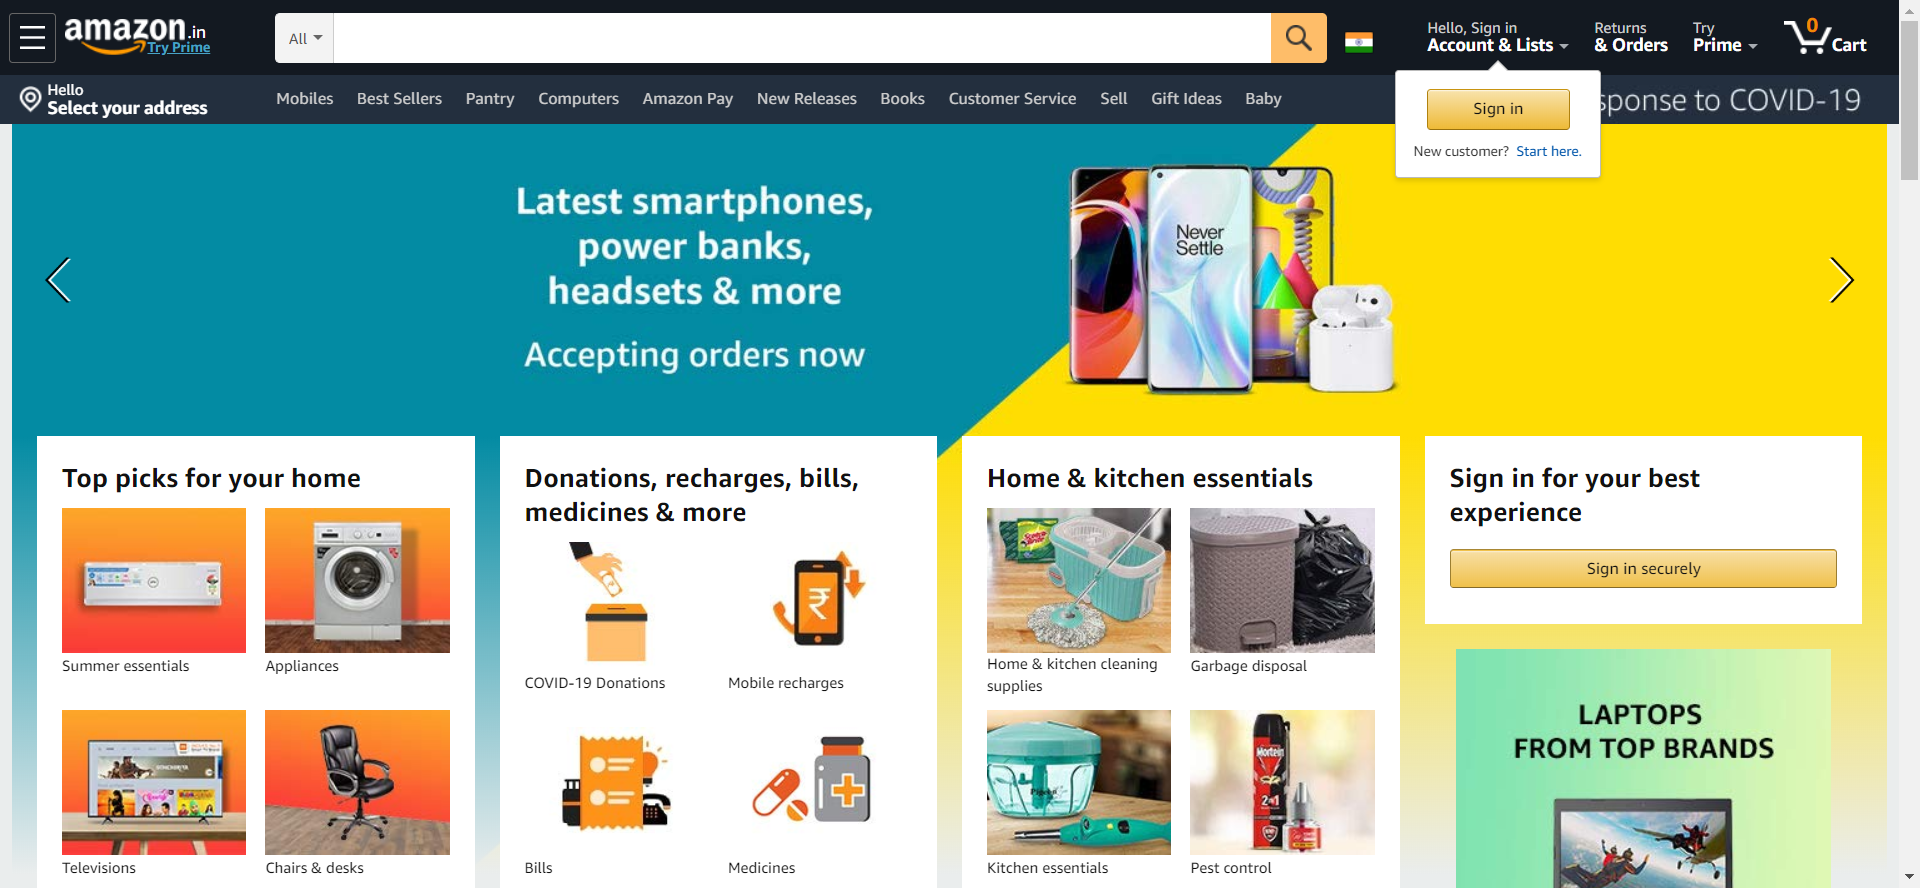 amazon.in
Try Prime
All
Hello, Sign in
Account & Lists
Returns
& Orders
Try
Prime
0
Cart
Hello
Select your address
Mobiles
Best Sellers
Pantry
Computers
Amazon Pay
New Releases
Books
Customer Service
Sell
Gift Ideas
Baby
sponse to COVID-19
Sign in
New customer? Start here.
Latest smartphones,
power banks,
headsets & more
Accepting orders now
Never
Settle
Top picks for your home
Summer essentials
Appliances
Televisions
Chairs & desks
Donations, recharges, bills,
medicines & more
COVID-19 Donations
Mobile recharges
Bills
Medicines
Home & kitchen essentials
Scotch
Brite
Home & kitchen cleaning
supplies
Garbage disposal
Pigeon
Kitchen essentials
Mortein
2in1
Pest control
Sign in for your best
experience
Sign in securely
LAPTOPS
FROM TOP BRANDS